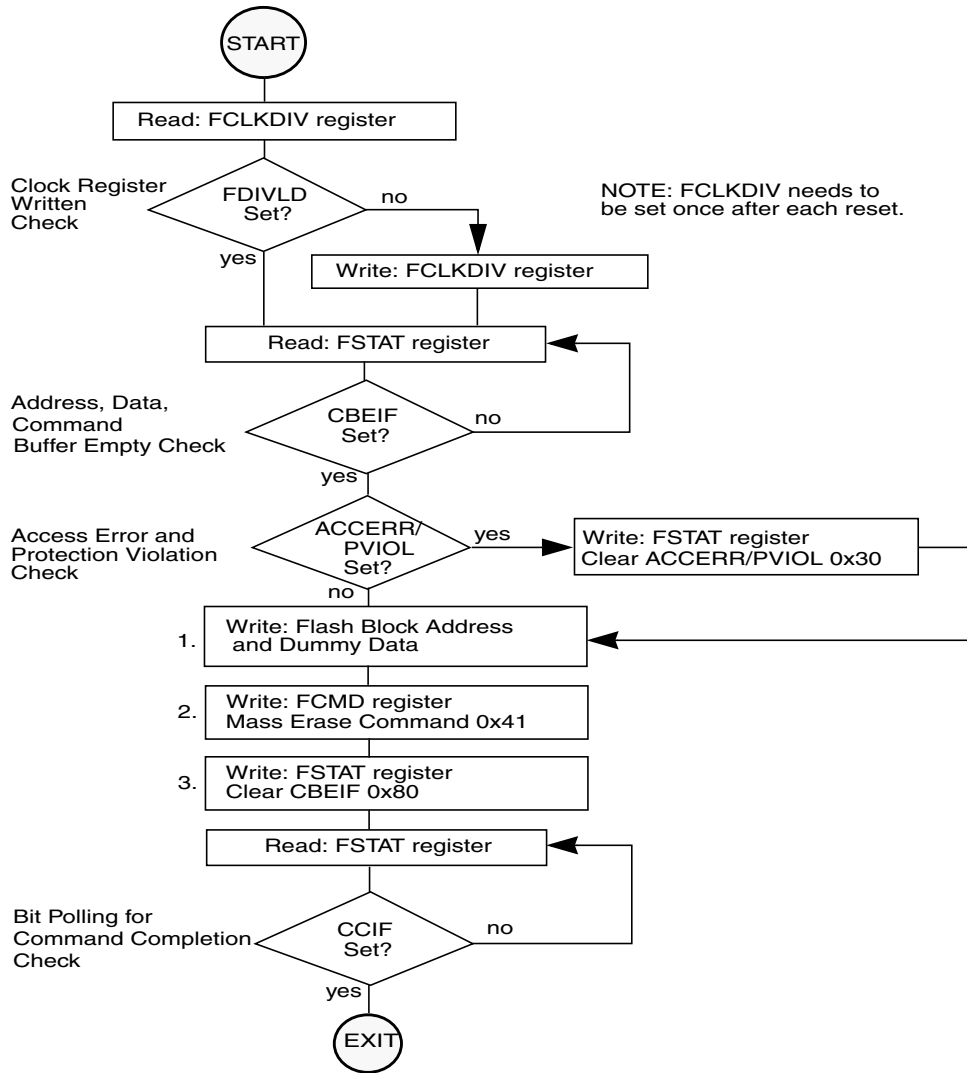 START
Read: FCLKDIV register
Clock Register
Written
Check
FDIVLD
Set?
no
yes
NOTE: FCLKDIV needs to
be set once after each reset.
Write: FCLKDIV register
Read: FSTAT register
Address, Data,
Command
Buffer Empty Check
CBEIF
Set?
no
yes
Access Error and
Protection Violation
Check
ACCERR/
PVIOL
Set?
yes
no
Write: FSTAT register
Clear ACCERR/PVIOL 0x30
1.
Write: Flash Block Address
and Dummy Data
2.
Write: FCMD register
Mass Erase Command 0x41
3.
Write: FSTAT register
Clear CBEIF 0x80
Read: FSTAT register
Bit Polling for
Command Completion
Check
CCIF
Set?
no
yes
EXIT